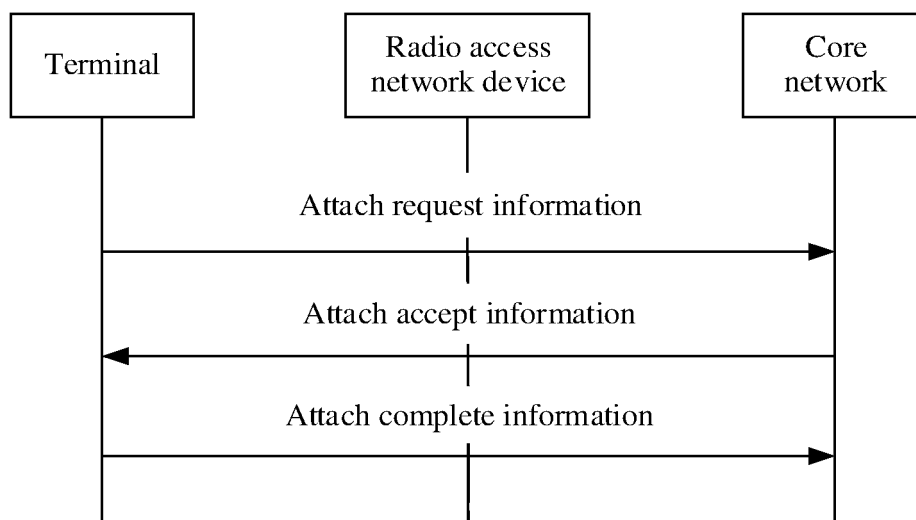 Terminal
Radio access
network device
Core
network
Attach request information
Attach accept information
Attach complete information